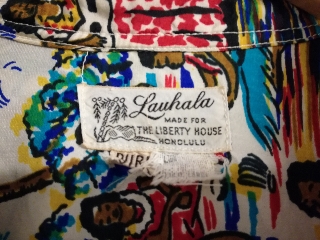 Lauhala
MADE FOR
THE LIBERTY HOUSE
HONOLULU